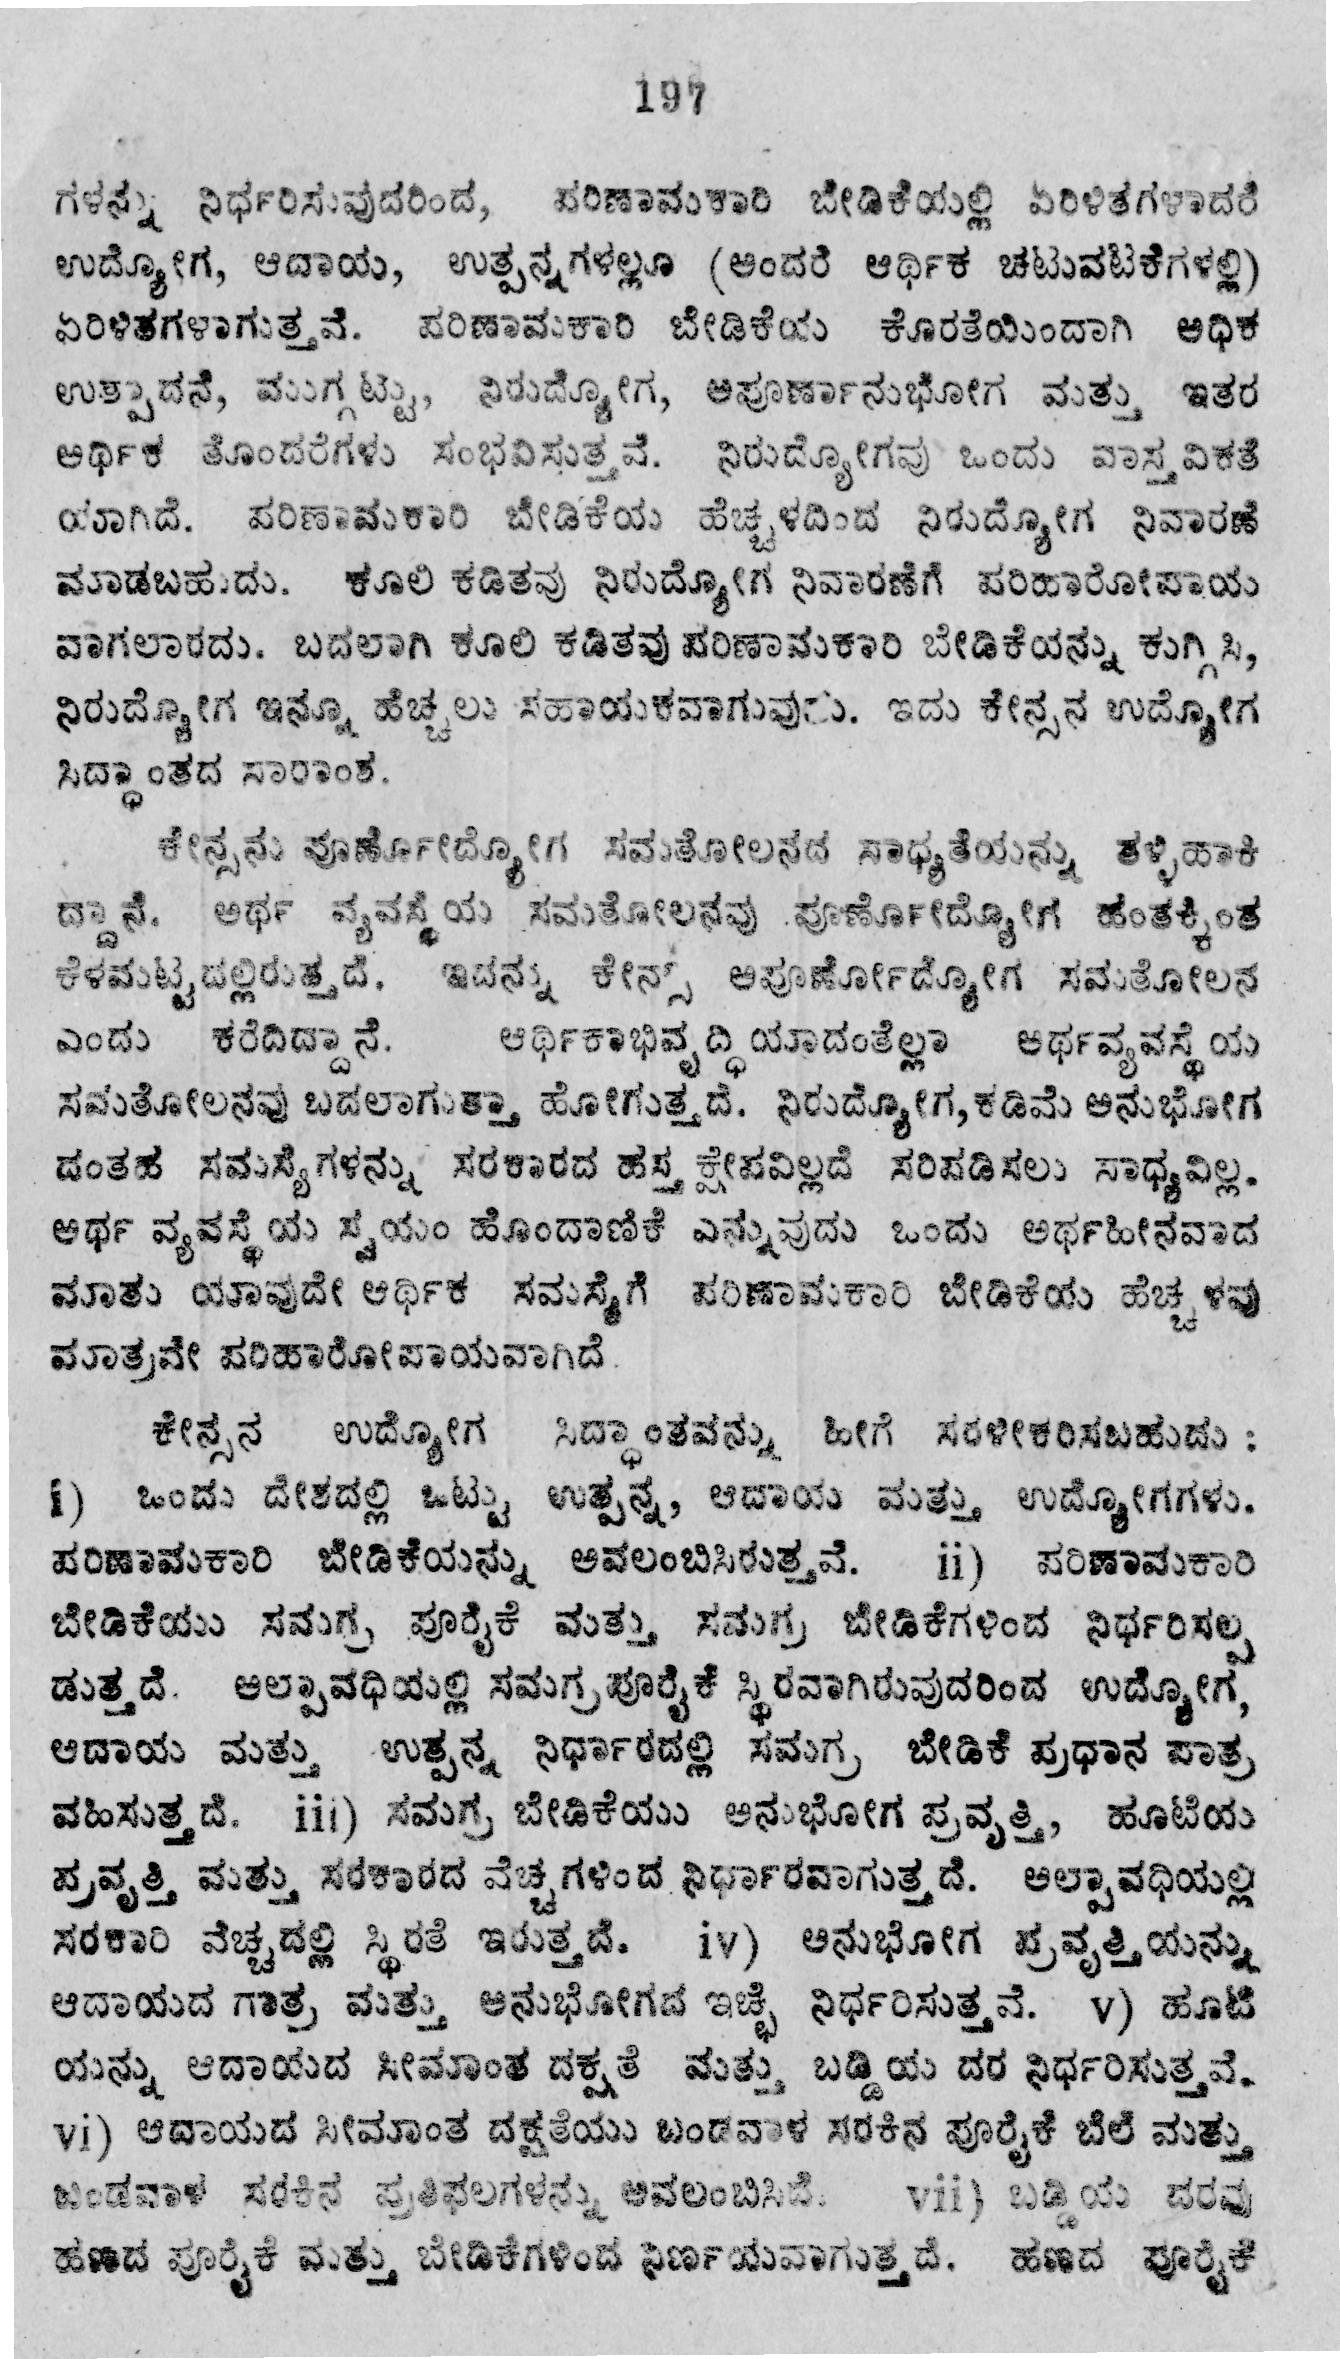 197
ಗಳನ್ನು ನಿರ್ಧರಿಸುವುದರಿಂದ, ಪರಿಣಾಮಕಾರಿ ಬೇಡಿಕೆಯಲ್ಲಿ ಏರಿಳಿತಗಳಾದರೆ
ಉದ್ಯೋಗ, ಆದಾಯ, ಉತ್ಪನ್ನಗಳಲ್ಲೂ (ಅಂದರೆ ಆರ್ಥಿಕ ಚಟುವಟಿಕೆಗಳಲ್ಲಿ)
ಏರಿಳಿತಗಳಾಗುತ್ತವೆ. ಪರಿಣಾಮಕಾರಿ ಬೇಡಿಕೆಯ ಕೊರತೆಯಿಂದಾಗಿ ಅಧಿಕ
ಉತ್ಪಾದನೆ, ಮುಗ್ಗಟ್ಟು, ನಿರುದ್ಯೋಗ, ಅಪೂರ್ಣಾನುಭೋಗ ಮತ್ತು ಇತರ
ಆರ್ಥಿಕ ತೊಂದರೆಗಳು ಸಂಭವಿಸುತ್ತವೆ. ನಿರುದ್ಯೋಗವು ಒಂದು ವಾಸ್ತವಿಕತೆ
ಯಾಗಿದೆ. ಪರಿಣಾಮಕಾರಿ ಬೇಡಿಕೆಯ ಹೆಚ್ಚಳದಿಂದ ನಿರುದ್ಯೋಗ ನಿವಾರಣೆ
ಮಾಡಬಹುದು. ಕೂಲಿ ಕಡಿತವು ನಿರುದ್ಯೋಗ ನಿವಾರಣೆಗೆ ಪರಿಹಾರೋಪಾಯ
ವಾಗಲಾರದು. ಬದಲಾಗಿ ಕೂಲಿ ಕಡಿತವು ಪರಿಣಾಮಕಾರಿ ಬೇಡಿಕೆಯನ್ನು ಕುಗ್ಗಿಸಿ,
ನಿರುದ್ಯೋಗ ಇನ್ನೂ ಹೆಚ್ಚಲು ಸಹಾಯಕವಾಗುವುದು. ಇದು ಕೇನ್ಸನ ಉದ್ಯೋಗ
ಸಿದ್ಧಾಂತದ ಸಾರಾಂಶ.
ಕೇನ್ಸನು ಪೂರ್ಣೋದ್ಯೋಗ ಸಮತೋಲನದ ಸಾಧ್ಯತೆಯನ್ನು ತಳ್ಳಿಹಾಕಿ
ದ್ದಾನೆ. ಅರ್ಥ ವ್ಯವಸ್ಥೆಯ ಸಮತೋಲನವು ಪೂರ್ಣೋದ್ಯೋಗ ಹಂತಕ್ಕಿಂತ
ಕೆಳಮಟ್ಟದಲ್ಲಿರುತ್ತದೆ. ಇದನ್ನು ಕೇನ್ಸ್ ಅಪೂರ್ಣೋದ್ಯೋಗ ಸಮತೋಲನ
ಎಂದು ಕರೆದಿದ್ದಾನೆ. ಆರ್ಥಿಕಾಭಿವೃದ್ಧಿಯಾದಂತೆಲ್ಲಾ ಅರ್ಥವ್ಯವಸ್ಥೆಯ
ಸಮತೋಲನವು ಬದಲಾಗುತ್ತಾ ಹೋಗುತ್ತದೆ. ನಿರುದ್ಯೋಗ, ಕಡಿಮೆ ಅನುಭೋಗ
ದಂತಹ ಸಮಸ್ಯೆಗಳನ್ನು ಸರಕಾರದ ಹಸ್ತಕ್ಷೇಪವಿಲ್ಲದೆ ಸರಿಪಡಿಸಲು ಸಾಧ್ಯವಿಲ್ಲ.
ಅರ್ಥ ವ್ಯವಸ್ಥೆಯ ಸ್ವಯಂ ಹೊಂದಾಣಿಕೆ ಎನ್ನುವುದು ಒಂದು ಅರ್ಥಹೀನವಾದ
ಮಾತು ಯಾವುದೇ ಆರ್ಥಿಕ ಸಮಸ್ಯೆಗೆ ಪರಿಣಾಮಕಾರಿ ಬೇಡಿಕೆಯ ಹೆಚ್ಚಳವು
ಮಾತ್ರವೇ ಪರಿಹಾರೋಪಾಯವಾಗಿದೆ.
ಕೇನ್ಸನ ಉದ್ಯೋಗ ಸಿದ್ಧಾಂತವನ್ನು ಹೀಗೆ ಸರಳೀಕರಿಸಬಹುದು :
i) ಒಂದು ದೇಶದಲ್ಲಿ ಒಟ್ಟು ಉತ್ಪನ್ನ, ಆದಾಯ ಮತ್ತು ಉದ್ಯೋಗಗಳು.
ಪರಿಣಾಮಕಾರಿ ಬೇಡಿಕೆಯನ್ನು ಅವಲಂಬಿಸಿರುತ್ತವೆ. ii) ಪರಿಣಾಮಕಾರಿ
ಬೇಡಿಕೆಯು ಸಮಗ್ರ ಪೂರೈಕೆ ಮತ್ತು ಸಮಗ್ರ ಬೇಡಿಕೆಗಳಿಂದ ನಿರ್ಧರಿಸಲ್ಪ
ಡುತ್ತದೆ. ಅಲ್ಪಾವಧಿಯಲ್ಲಿ ಸಮಗ್ರ ಪೂರೈಕೆ ಸ್ಥಿರವಾಗಿರುವುದರಿಂದ ಉದ್ಯೋಗ,
ಆದಾಯ ಮತ್ತು ಉತ್ಪನ್ನ ನಿರ್ಧಾರದಲ್ಲಿ ಸಮಗ್ರ ಬೇಡಿಕೆ ಪ್ರಧಾನ ಪಾತ್ರ
ವಹಿಸುತ್ತದೆ. iii) ಸಮಗ್ರ ಬೇಡಿಕೆಯು ಅನುಭೋಗ ಪ್ರವೃತ್ತಿ, ಹೂಟಿಯ
ಪ್ರವೃತ್ತಿ ಮತ್ತು ಸರಕಾರದ ವೆಚ್ಚಗಳಿಂದ ನಿರ್ಧಾರವಾಗುತ್ತದೆ. ಅಲ್ಪಾವಧಿಯಲ್ಲಿ
ಸರಕಾರಿ ವೆಚ್ಚದಲ್ಲಿ ಸ್ಥಿರತೆ ಇರುತ್ತದೆ. iv) ಅನುಭೋಗ ಪ್ರವೃತ್ತಿಯನ್ನು
ಆದಾಯದ ಗಾತ್ರ ಮತ್ತು ಅನುಭೋಗದ ಇಚ್ಛೆ ನಿರ್ಧರಿಸುತ್ತವೆ. v) ಹೂಟಿ
ಯನ್ನು ಆದಾಯದ ಸೀಮಾಂತ ದಕ್ಷತೆ ಮತ್ತು ಬಡ್ಡಿಯ ದರ ನಿರ್ಧರಿಸುತ್ತವೆ.
vi) ಆದಾಯದ ಸೀಮಾಂತ ದಕ್ಷತೆಯು ಬಂಡವಾಳ ಸರಕಿನ ಪೂರೈಕೆ ಬೆಲೆ ಮತ್ತು
ಬಂಡವಾಳ ಸರಕಿನ ಪ್ರತಿಫಲಗಳನ್ನು ಅವಲಂಬಿಸಿದೆ. vii) ಬಡ್ಡಿಯ ದರವು
ಹಣದ ಪೂರೈಕೆ ಮತ್ತು ಬೇಡಿಕೆಗಳಿಂದ ನಿರ್ಣಯವಾಗುತ್ತದೆ. ಹಣದ ಪೂರೈಕೆ